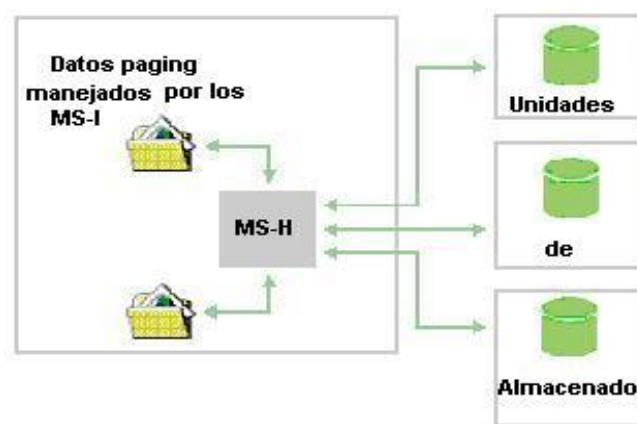 Datos paging
manejados por los
MS-I
MS-H
Unidades
de
Almacenado